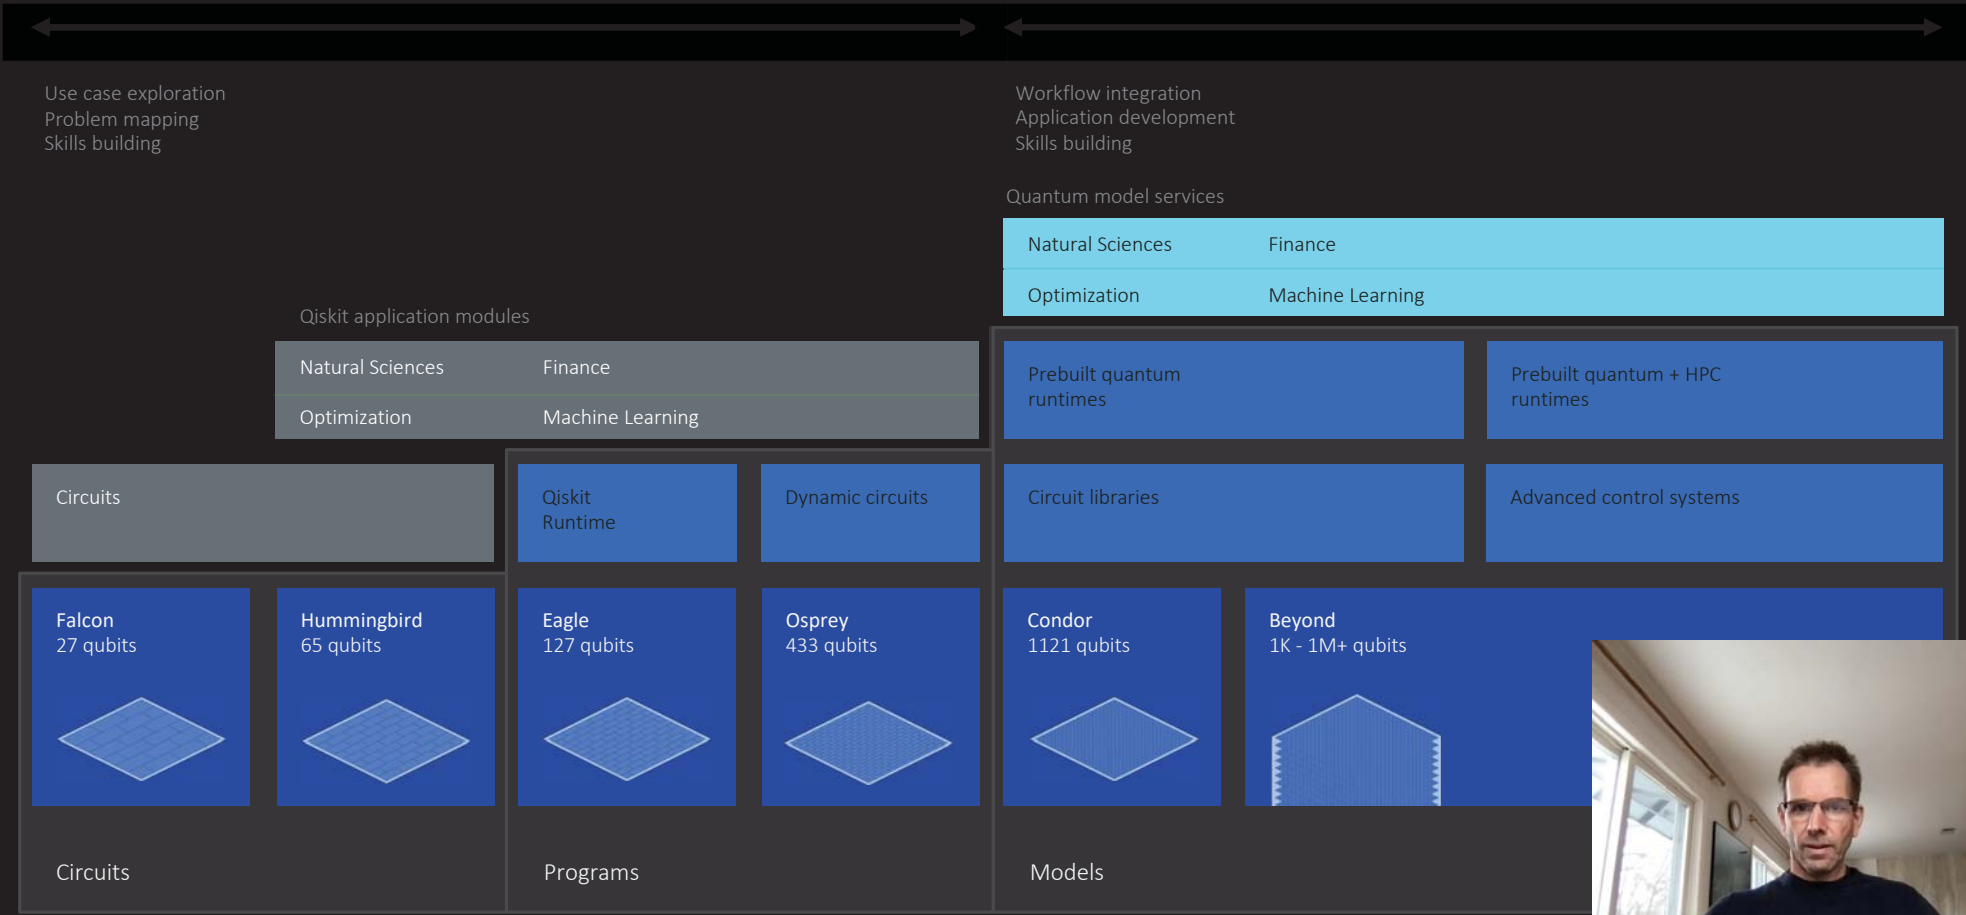 Use case exploration
Problem mapping
Skills building
Workflow integration
Application development
Skills building
Quantum model services
Natural Sciences Finance
Optimization Machine Learning
Qiskit application modules
Natural Sciences Finance
Optimization Machine Learning
Prebuilt quantum
runtimes
Prebuilt quantum + HPC
runtimes
Circuits
Qiskit
Runtime
Dynamic circuits
Circuit libraries
Advanced control systems
Falcon
27 qubits
Hummingbird
65 qubits
Eagle
127 qubits
Osprey
433 qubits
Condor
1121 qubits
Beyond
1K - 1M+ qubits
Circuits
Programs
Models